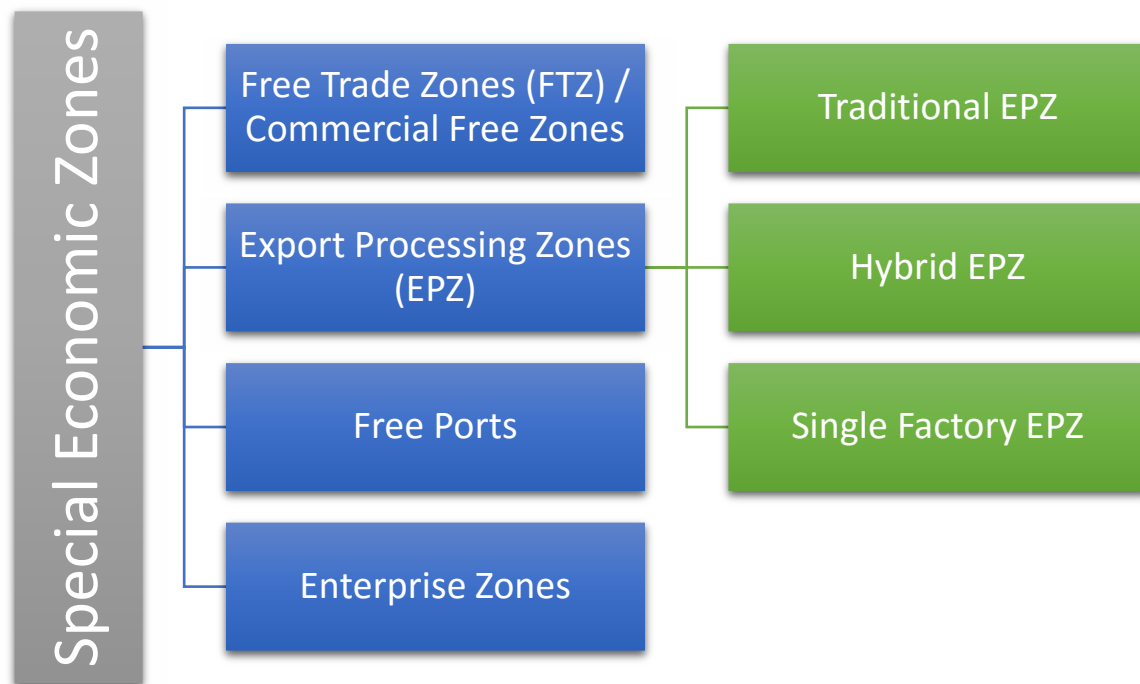 Special Economic Zones
Free Trade Zones (FTZ) /
Commercial Free Zones
Export Processing Zones
(EPZ)
Free Ports
Enterprise Zones
Traditional EPZ
Hybrid EPZ
Single Factory EPZ